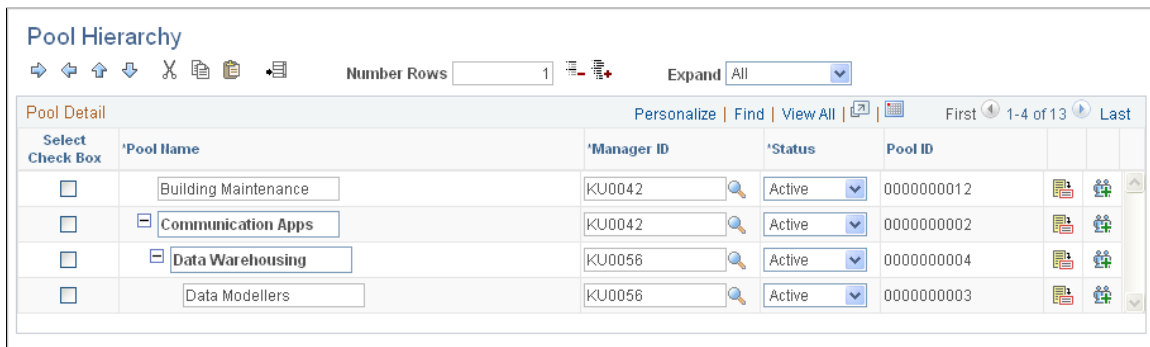 Pool Hierarchy
Number Rows 1 Expand All
Pool Detail Personalize | Find | View All | | First 1-4 of 13 Last
Select Check Box *Pool Name *Manager ID *Status Pool ID
Building Maintenance KU0042 Active 0000000012
Communication Apps KU0042 Active 0000000002
Data Warehousing KU0056 Active 0000000004
Data Modellers KU0056 Active 0000000003